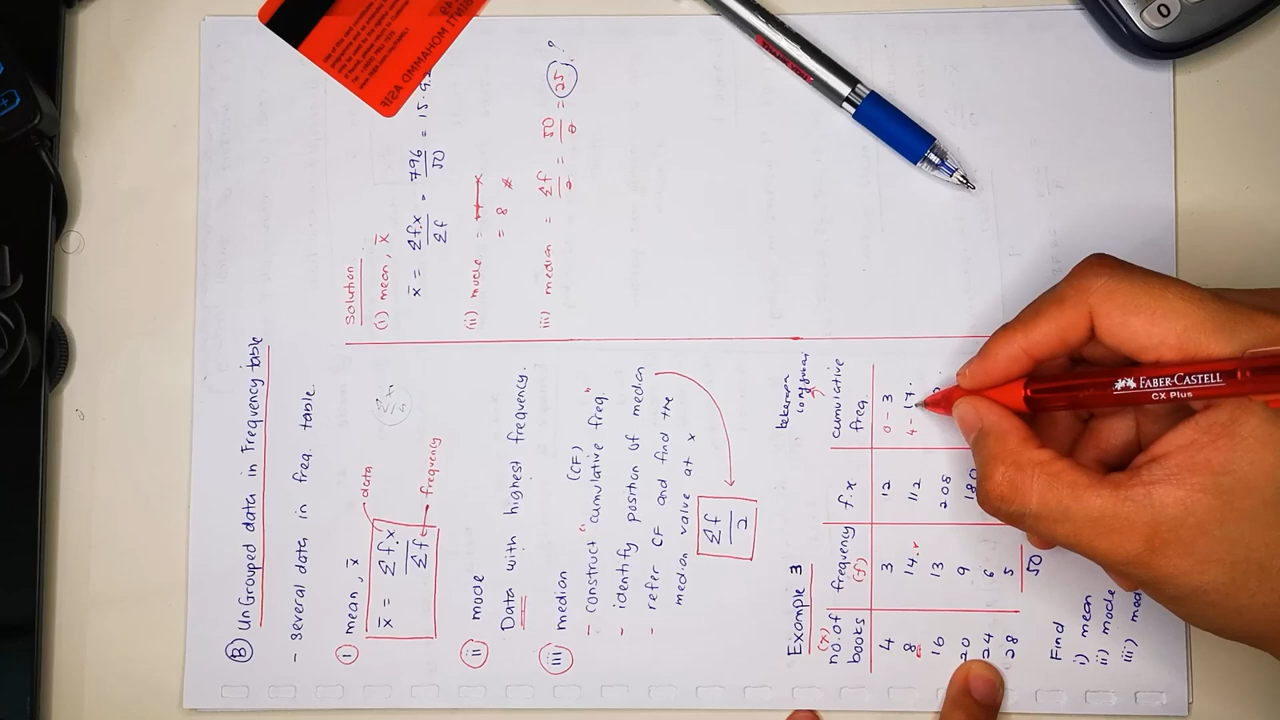 B UnGrouped data in Frequency table
- several data in freq. table.
i mean, x̄
data
x̄ = Σf.x / Σf
frequency
ii mode
Data with highest frequency.
iii median
(CF)
- construct "cumulative freq."
- identify position of median
- refer CF and find the
median value at x
Σf / 2
Example 3
(x)
no. of books | frequency (f) | f.x | cumulative freq.
4 | 3 | 12 | 0 - 3
8 | 14 | 112 | 4 - 17
16 | 13 | 208
20 | 9 | 180
24 | 6
28 | 5
50
Find
i) mean
ii) mode
iii)
Solution
(i) mean, x̄
x̄ = Σf.x / Σf = 796 / 50 = 15.9
(ii) mode =
= 8
iii) median = Σf / 2 = 50 / 2 = 25 ?
MOHAMMD ASIF
FABER-CASTELL
CX Plus
0